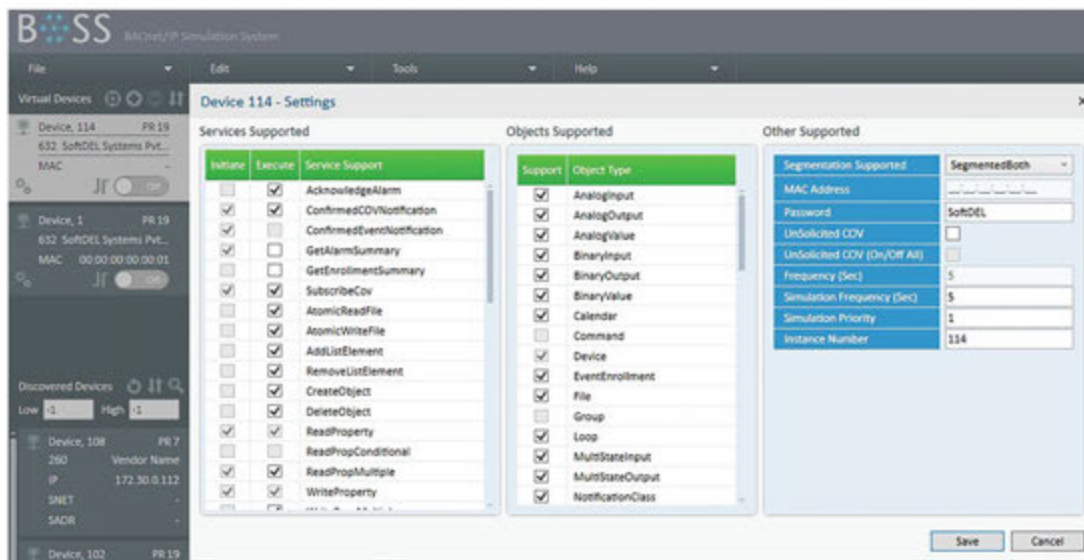 BOSS BACnet/IP Simulation System
File Edit Tools Help
Virtual Devices
Device, 114 PR 19
632 SoftDEL Systems Pvt...
MAC -
Off
Device, 1 PR 19
632 SoftDEL Systems Pvt...
MAC 00:00:00:00:00:01
Off
Discovered Devices
Low -1 High -1
Device, 108 PR 7
260 Vendor Name
IP 172.30.0.112
SNET -
SADR -
Device, 102 PR 19
Device 114 - Settings
Services Supported
Initiate Execute Service Support
AcknowledgeAlarm
ConfirmedCOVNotification
ConfirmedEventNotification
GetAlarmSummary
GetEnrollmentSummary
SubscribeCov
AtomicReadFile
AtomicWriteFile
AddListElement
RemoveListElement
CreateObject
DeleteObject
ReadProperty
ReadPropConditional
ReadPropMultiple
WriteProperty
Objects Supported
Support Object Type
AnalogInput
AnalogOutput
AnalogValue
BinaryInput
BinaryOutput
BinaryValue
Calendar
Command
Device
EventEnrollment
File
Group
Loop
MultiStateInput
MultiStateOutput
NotificationClass
Other Supported
Segmentation Supported SegmentedBoth
MAC Address
Password SoftDEL
UnSolicited COV
UnSolicited COV (On/Off All)
Frequency (Sec) 5
Simulation Frequency (Sec) 5
Simulation Priority 1
Instance Number 114
Save Cancel